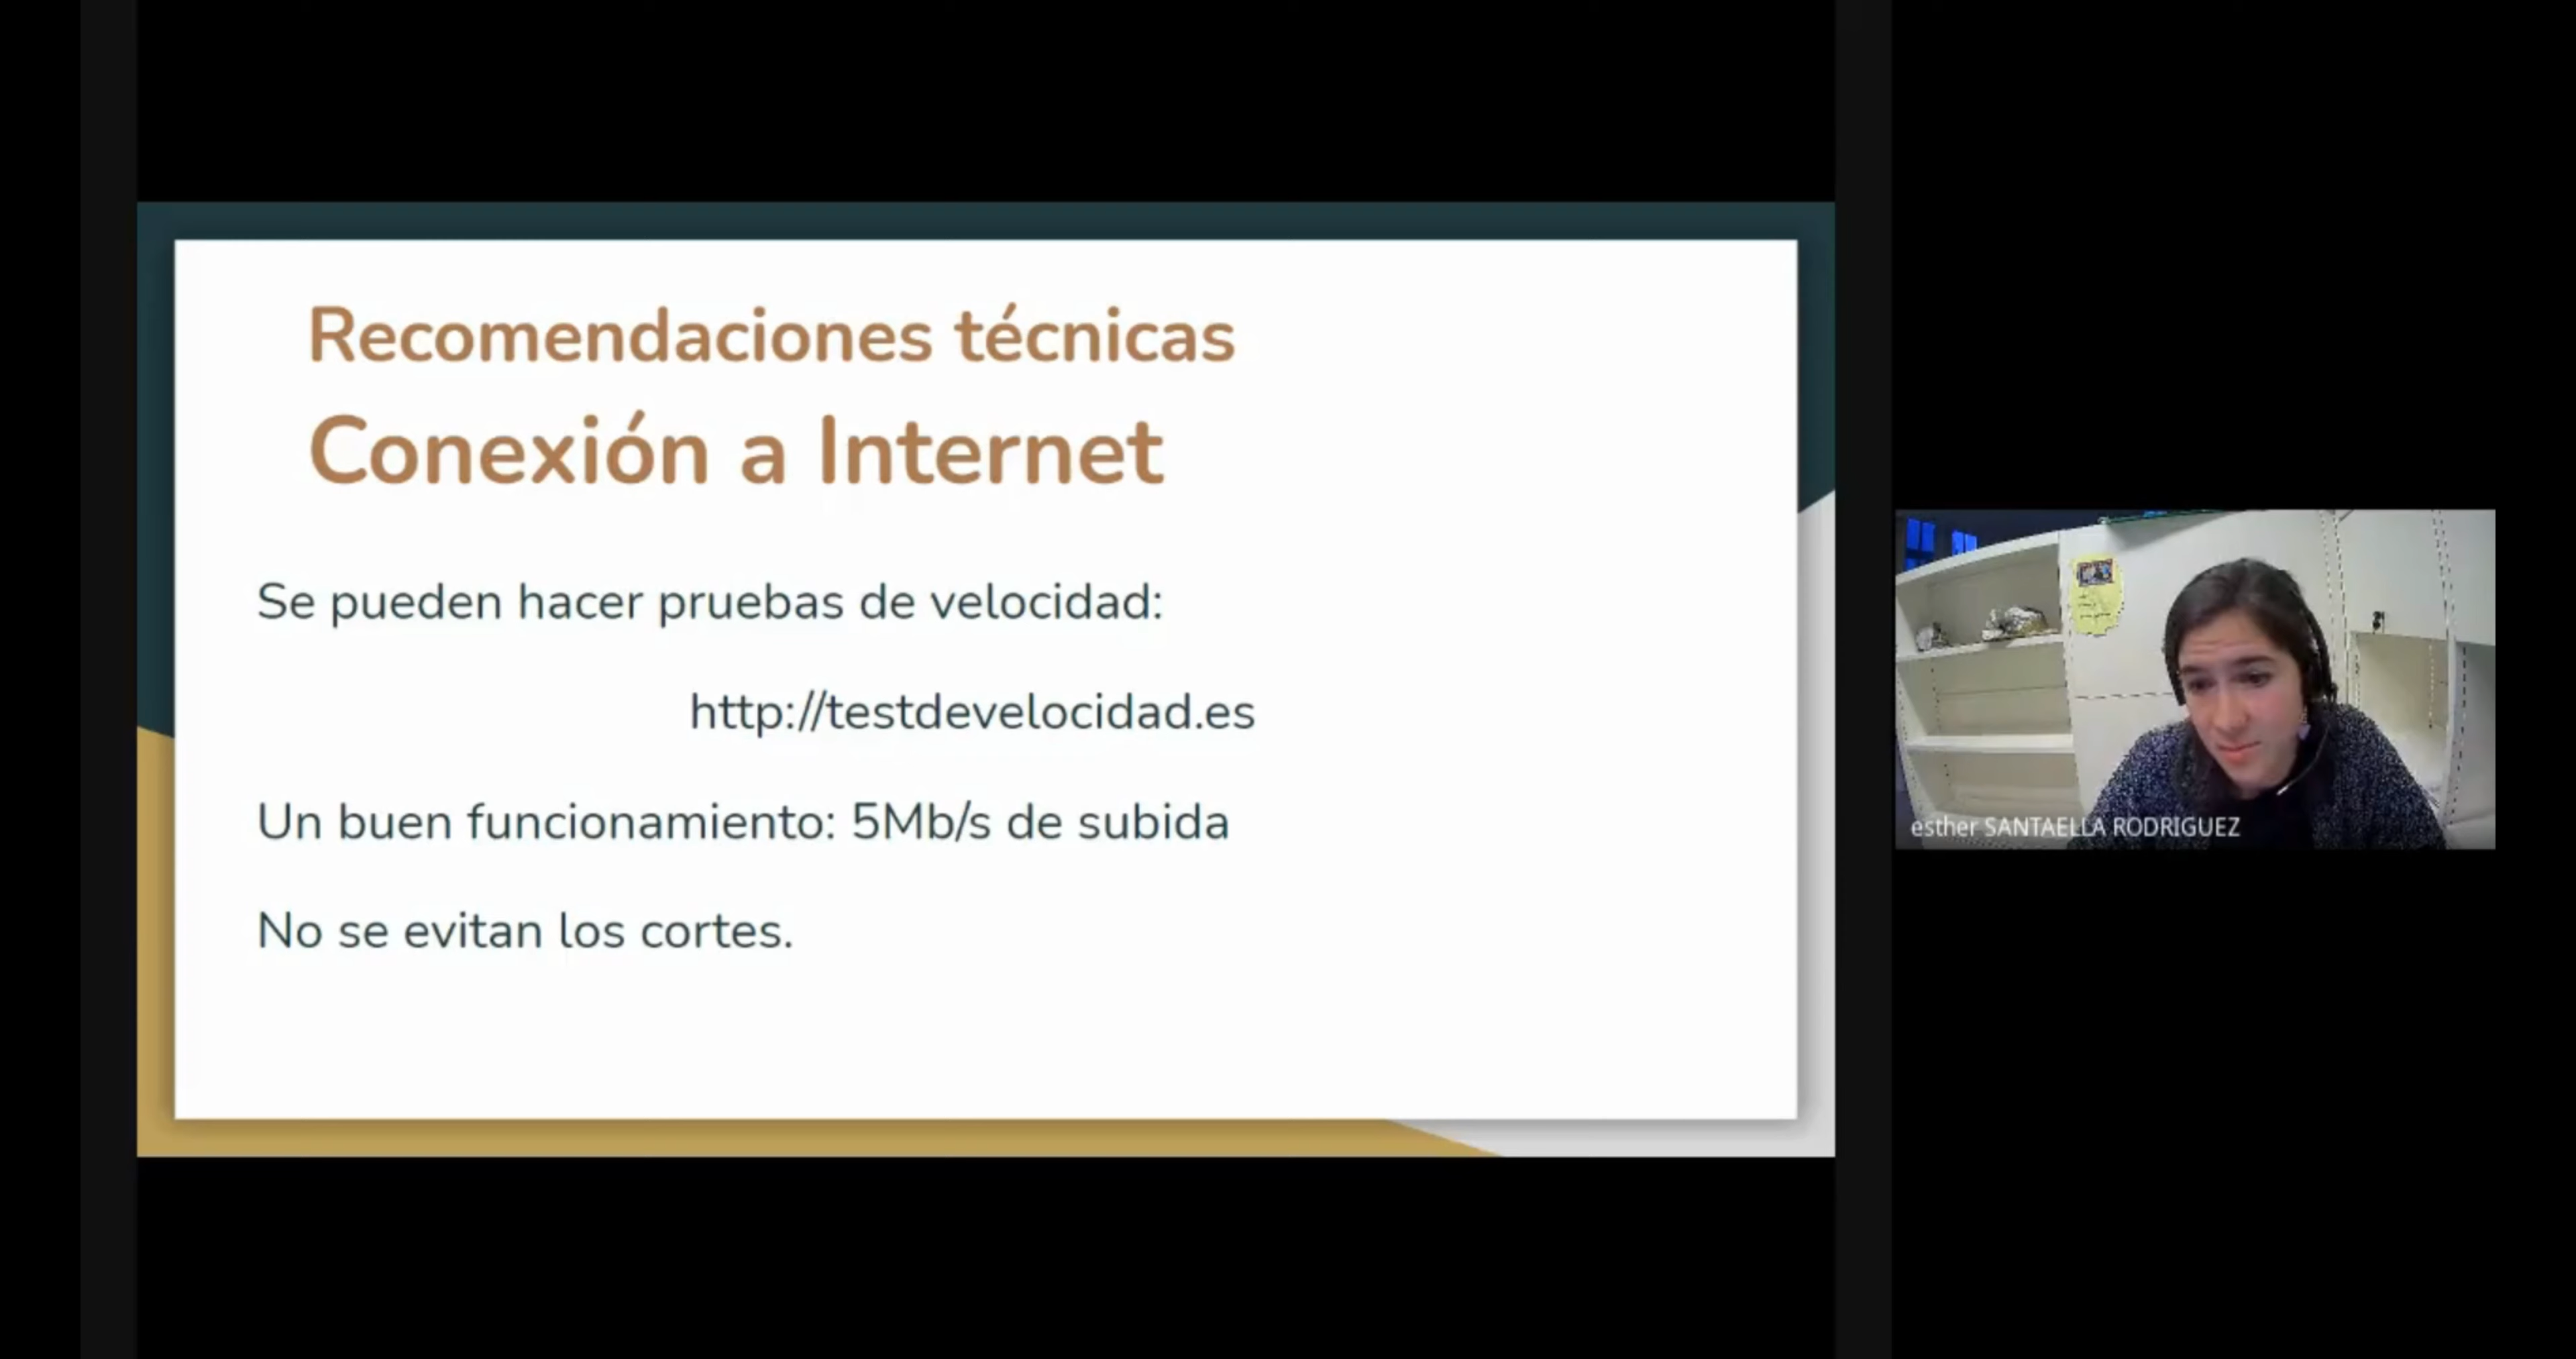 Recomendaciones técnicas
Conexión a Internet
Se pueden hacer pruebas de velocidad:
http://testdevelocidad.es
Un buen funcionamiento: 5Mb/s de subida
No se evitan los cortes.
esther SANTAELLA RODRIGUEZ